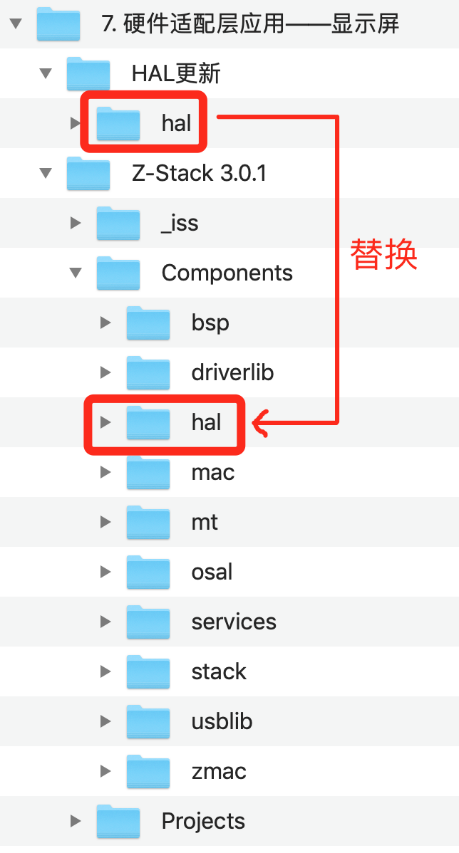 7. 硬件适配层应用——显示屏
HAL更新
hal
Z-Stack 3.0.1
_iss
替换
Components
bsp
driverlib
hal
mac
mt
osal
services
stack
usblib
zmac
Projects